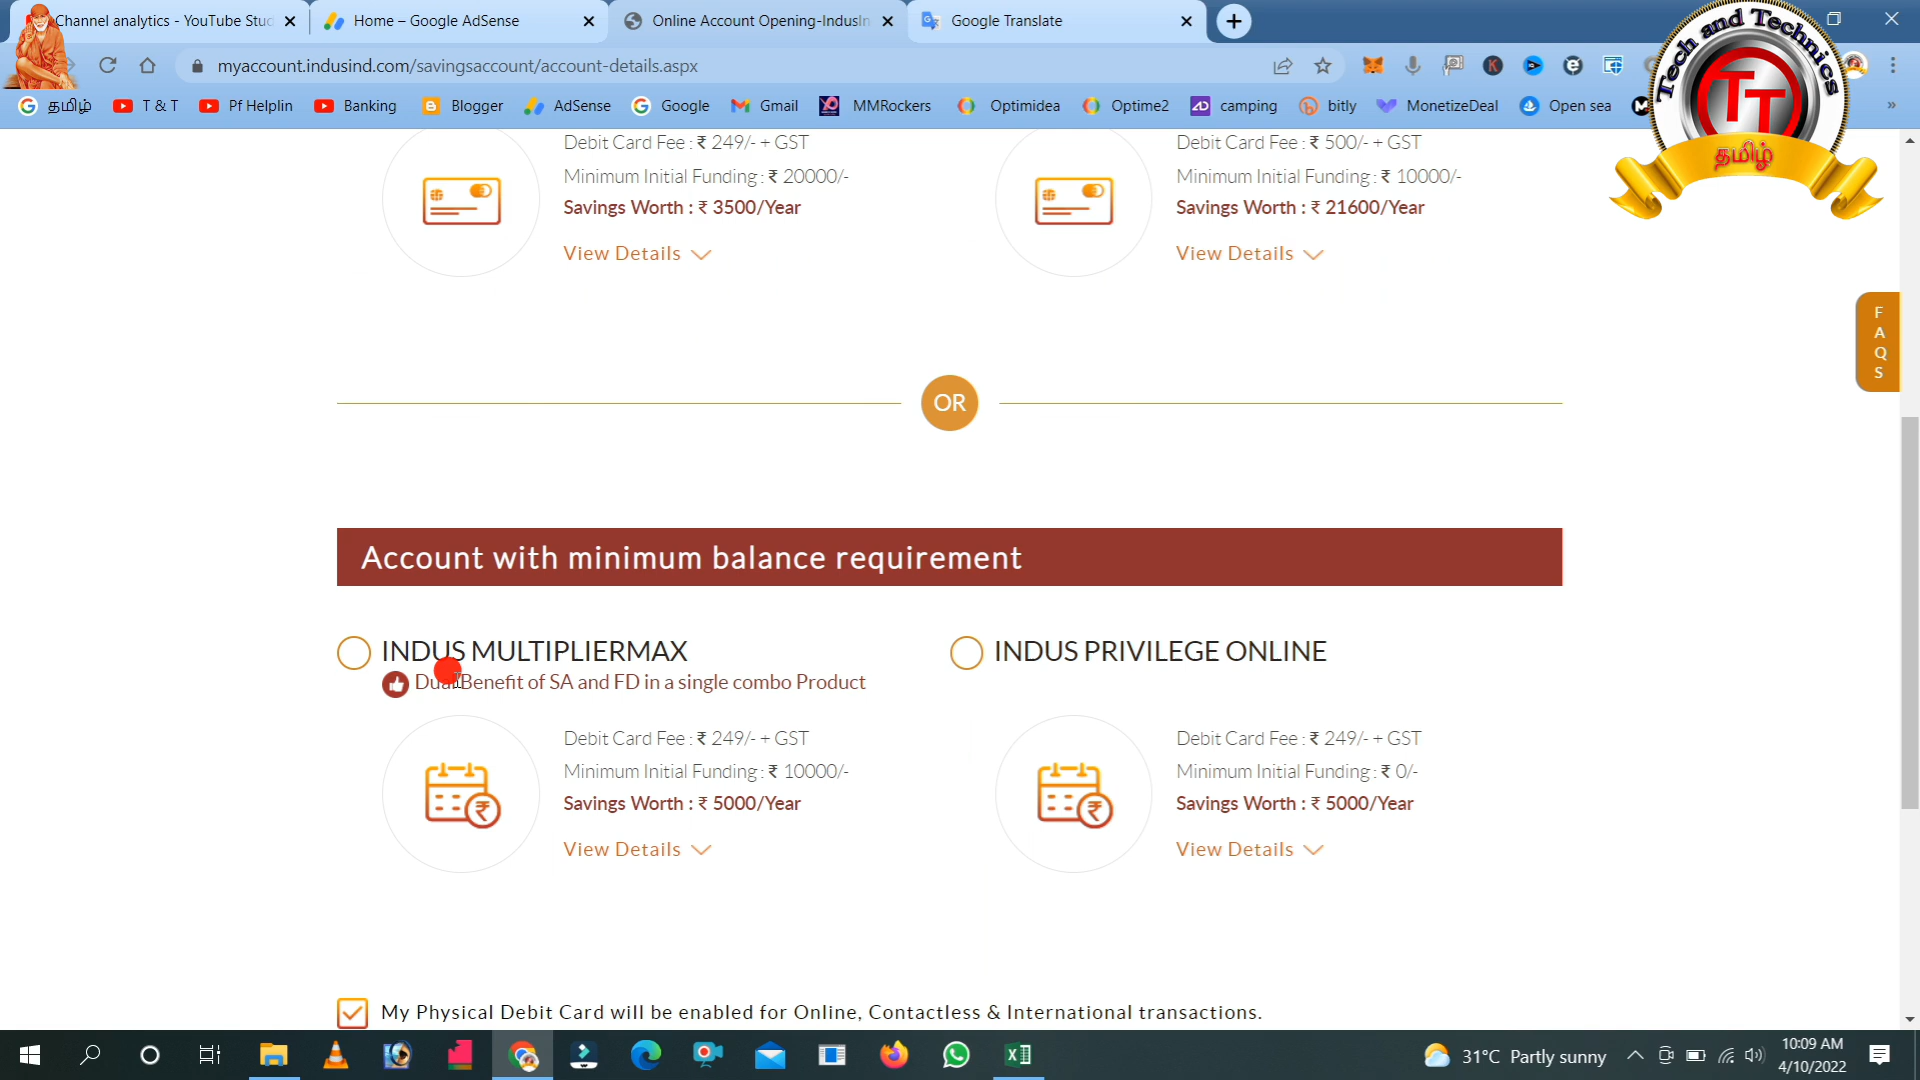 Channel analytics - YouTube Stud
Home – Google AdSense
Online Account Opening-IndusIn
Google Translate
myaccount.indusind.com/savingsaccount/account-details.aspx
தமிழ்
T & T
Pf Helplin
Banking
Blogger
AdSense
Google
Gmail
MMRockers
Optimidea
Optime2
camping
bitly
MonetizeDeal
Open sea
Tech and Technics
TT
தமிழ்
Debit Card Fee : ₹ 249/- + GST
Minimum Initial Funding : ₹ 20000/-
Savings Worth : ₹ 3500/Year
View Details
Debit Card Fee : ₹ 500/- + GST
Minimum Initial Funding : ₹ 10000/-
Savings Worth : ₹ 21600/Year
View Details
FAQS
OR
Account with minimum balance requirement
INDUS MULTIPLIERMAX
Dual Benefit of SA and FD in a single combo Product
Debit Card Fee : ₹ 249/- + GST
Minimum Initial Funding : ₹ 10000/-
Savings Worth : ₹ 5000/Year
View Details
INDUS PRIVILEGE ONLINE
Debit Card Fee : ₹ 249/- + GST
Minimum Initial Funding : ₹ 0/-
Savings Worth : ₹ 5000/Year
View Details
My Physical Debit Card will be enabled for Online, Contactless & International transactions.
31°C Partly sunny
10:09 AM
4/10/2022